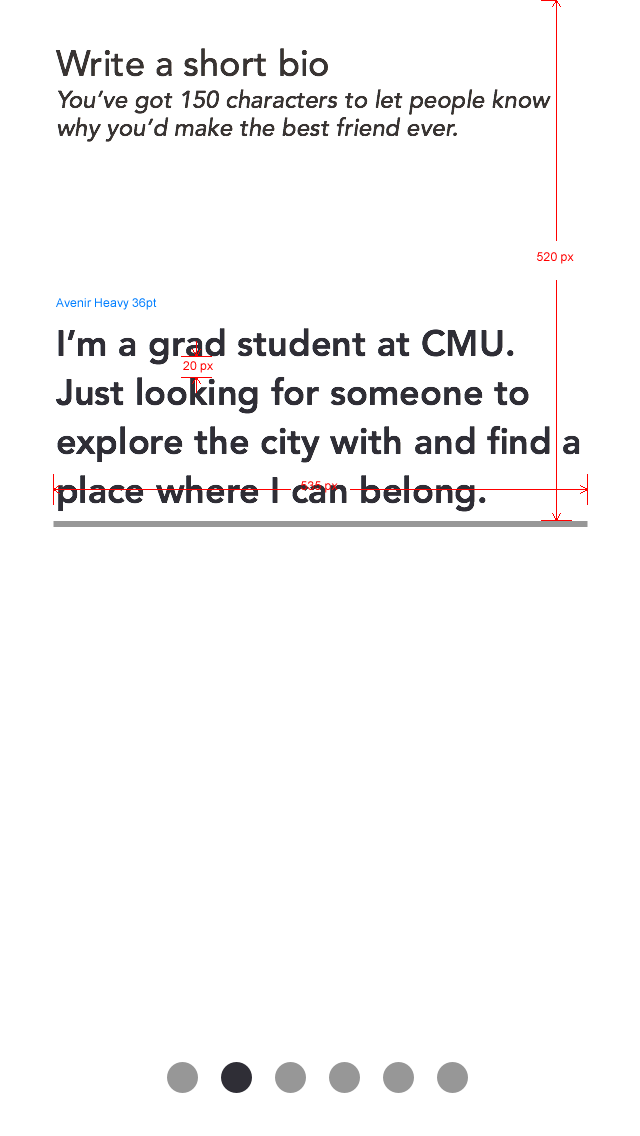 Write a short bio
You’ve got 150 characters to let people know
why you’d make the best friend ever.
520 px
Avenir Heavy 36pt
I’m a grad student at CMU.
20 px
Just looking for someone to
explore the city with and find a
535 px
place where I can belong.